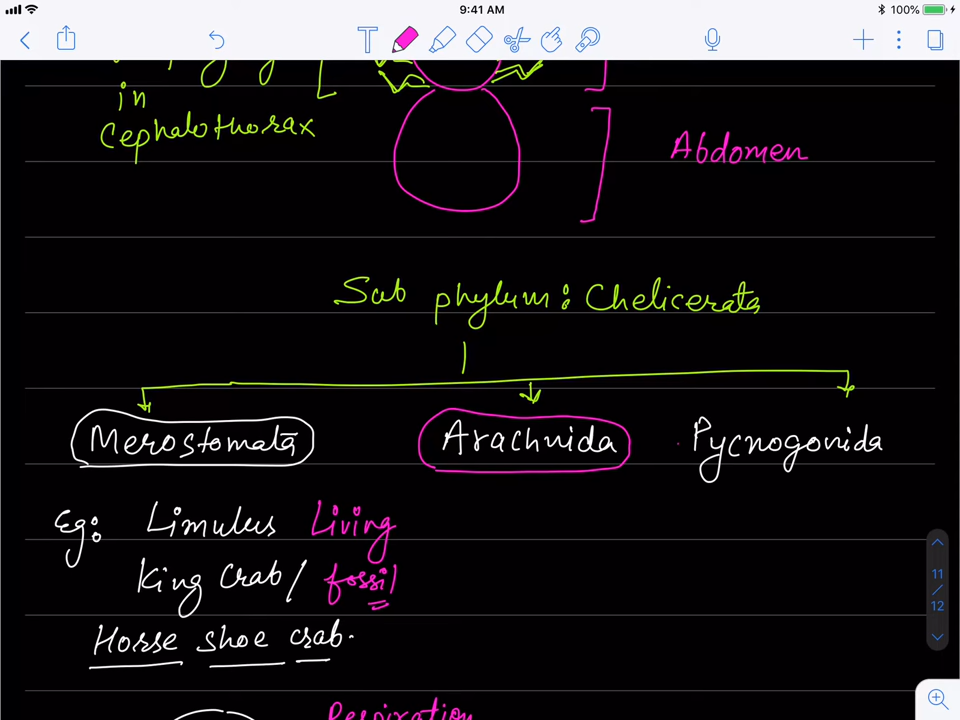 9:41 AM
100%
T
in
Cephalothorax
Abdomen
Sub phylum: Chelicerata
Merostomata Arachnida Pycnogonida
Eg: Limulus Living
King Crab/ fossil
Horse shoe crab.
Respiration
11
/
12